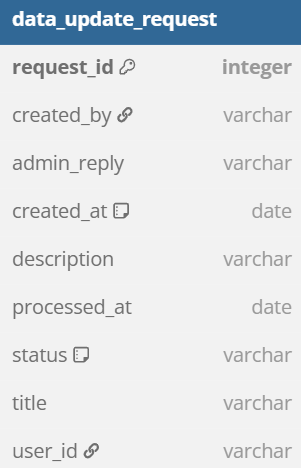 data_update_request
request_id integer
created_by varchar
admin_reply varchar
created_at date
description varchar
processed_at date
status varchar
title varchar
user_id varchar